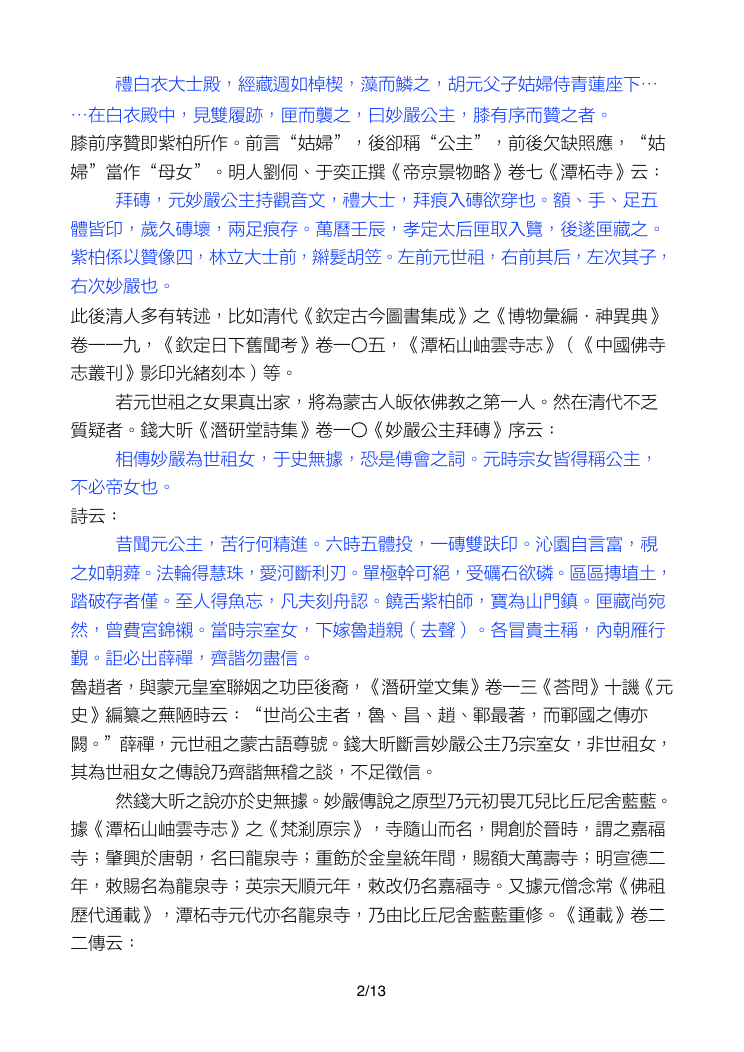 禮白衣大士殿，經藏週如棹楔，藻而鱗之，胡元父子姑婦侍青蓮座下⋯
⋯在白衣殿中，見雙履跡，匣而襲之，曰妙嚴公主，膝有序而贊之者。
膝前序贊即紫柏所作。前言“姑婦”，後卻稱“公主”，前後欠缺照應，“姑
婦”當作“母女”。明人劉侗、于奕正撰《帝京景物略》卷七《潭柘寺》云：
拜磚，元妙嚴公主持觀音文，禮大士，拜痕入磚欲穿也。額、手、足五
體皆印，歲久磚壞，兩足痕存。萬曆壬辰，孝定太后匣取入覽，後遂匣藏之。
紫柏係以贊像四，林立大士前，辮髮胡笠。左前元世祖，右前其后，左次其子，
右次妙嚴也。
此後清人多有转述，比如清代《欽定古今圖書集成》之《博物彙編．神異典》
卷一一九，《欽定日下舊聞考》卷一〇五，《潭柘山岫雲寺志》（《中國佛寺
志叢刊》影印光緒刻本）等。
若元世祖之女果真出家，將為蒙古人皈依佛教之第一人。然在清代不乏
質疑者。錢大昕《潛研堂詩集》卷一〇《妙嚴公主拜磚》序云：
相傳妙嚴為世祖女，于史無據，恐是傅會之詞。元時宗女皆得稱公主，
不必帝女也。
詩云：
昔聞元公主，苦行何精進。六時五體投，一磚雙趺印。沁園自言富，視
之如朝蕣。法輪得慧珠，愛河斷利刃。單極幹可絕，受礪石欲磷。區區摶埴土，
踏破存者僅。至人得魚忘，凡夫刻舟認。饒舌紫柏師，寶為山門鎮。匣藏尚宛
然，曾費宮錦襯。當時宗室女，下嫁魯趙親（去聲）。各冒貴主稱，內朝雁行
覲。詎必出薛禪，齊諧勿盡信。
魯趙者，與蒙元皇室聯姻之功臣後裔，《潛研堂文集》卷一三《荅問》十譏《元
史》編纂之蕪陋時云：“世尚公主者，魯、昌、趙、鄆最著，而鄆國之傳亦
闕。”薛禪，元世祖之蒙古語尊號。錢大昕斷言妙嚴公主乃宗室女，非世祖女，
其為世祖女之傳說乃齊諧無稽之談，不足徵信。
然錢大昕之說亦於史無據。妙嚴傳說之原型乃元初畏兀兒比丘尼舍藍藍。
據《潭柘山岫雲寺志》之《梵剎原宗》，寺隨山而名，開創於晉時，謂之嘉福
寺；肇興於唐朝，名曰龍泉寺；重飭於金皇統年間，賜額大萬壽寺；明宣德二
年，敕賜名為龍泉寺；英宗天順元年，敕改仍名嘉福寺。又據元僧念常《佛祖
歷代通載》，潭柘寺元代亦名龍泉寺，乃由比丘尼舍藍藍重修。《通載》卷二
二傳云：
2/13